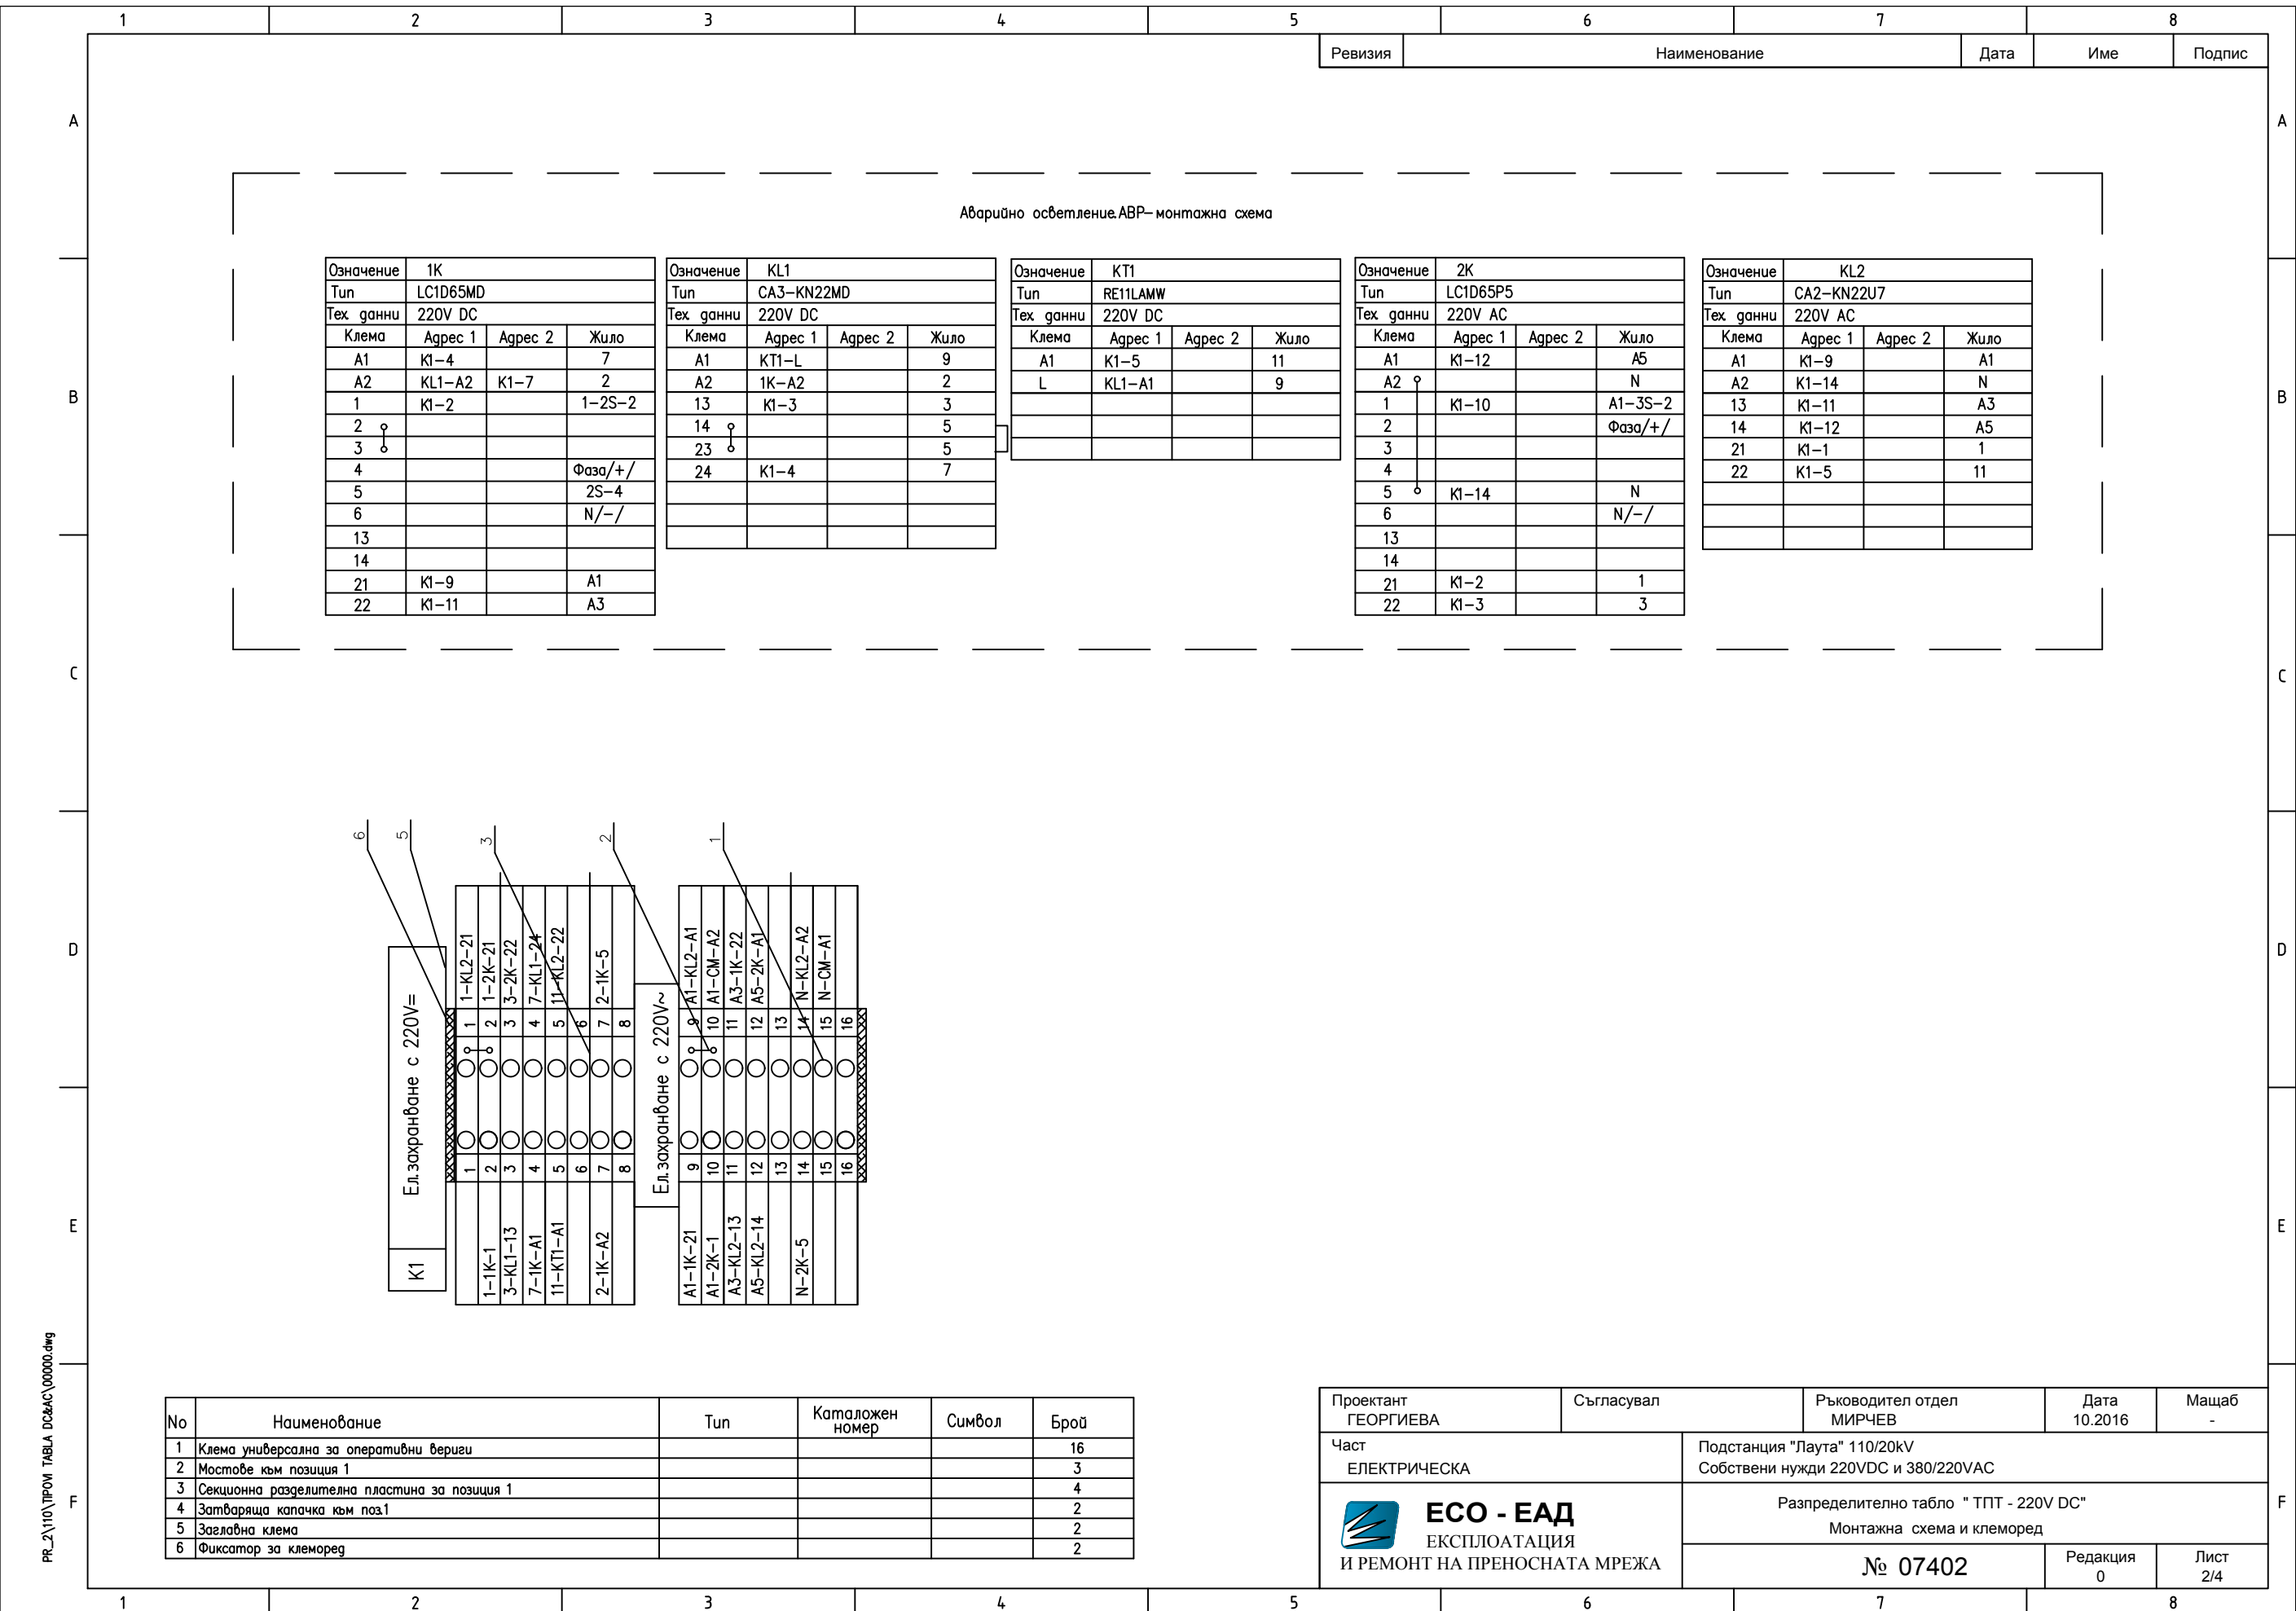 1 2 3 4 5 6 7 8
Ревизия Наименование Дата Име Подпис
A A
B B
C C
D D
E E
F F
Аварийно осветление.АВР–монтажна схема
Означение 1K
Тип LC1D65MD
Тех. данни 220V DC
Клема Адрес 1 Адрес 2 Жило
A1 K1–4 7
A2 KL1–A2 K1–7 2
1 K1–2 1–2S–2
2
3
4 Фаза/+/
5 2S–4
6 N/–/
13
14
21 K1–9 A1
22 K1–11 A3
Означение KL1
Тип CA3–KN22MD
Тех. данни 220V DC
Клема Адрес 1 Адрес 2 Жило
A1 KT1–L 9
A2 1K–A2 2
13 K1–3 3
14 5
23 5
24 K1–4 7
Означение KT1
Тип RE11LAMW
Тех. данни 220V DC
Клема Адрес 1 Адрес 2 Жило
A1 K1–5 11
L KL1–A1 9
Означение 2K
Тип LC1D65P5
Тех. данни 220V AC
Клема Адрес 1 Адрес 2 Жило
A1 K1–12 A5
A2 N
1 K1–10 A1–3S–2
2 Фаза/+/
3
4
5 K1–14 N
6 N/–/
13
14
21 K1–2 1
22 K1–3 3
Означение KL2
Тип CA2–KN22U7
Тех. данни 220V AC
Клема Адрес 1 Адрес 2 Жило
A1 K1–9 A1
A2 K1–14 N
13 K1–11 A3
14 K1–12 A5
21 K1–1 1
22 K1–5 11
6 5 3 2 1
K1 Ел.захранване с 220V=
1–KL2–21
1–2K–21
3–2K–22
7–KL1–24
11–KL2–22
2–1K–5
1 2 3 4 5 6 7 8
1 2 3 4 5 6 7 8
1–1K–1
3–KL1–13
7–1K–A1
11–KT1–A1
2–1K–A2
Ел.захранване с 220V~
A1–KL2–A1
A1–CM–A2
A3–1K–22
A5–2K–A1
N–KL2–A2
N–CM–A1
9 10 11 12 13 14 15 16
9 10 11 12 13 14 15 16
A1–1K–21
A1–2K–1
A3–KL2–13
A5–KL2–14
N–2K–5
No Наименование Тип Каталожен номер Символ Брой
1 Клема универсална за оперативни вериги 16
2 Мостове към позиция 1 3
3 Секционна разделителна пластина за позиция 1 4
4 Затваряща капачка към поз.1 2
5 Заглавна клема 2
6 Фиксатор за клеморед 2
PR_2\110\TIPOVI TABLA DC&AC\00000.dwg
Проектант Съгласувал Ръководител отдел Дата Мащаб
ГЕОРГИЕВА МИРЧЕВ 10.2016 -
Част
ЕЛЕКТРИЧЕСКА
Подстанция "Лаута" 110/20kV
Собствени нужди 220VDC и 380/220VAC
ЕСО - ЕАД
ЕКСПЛОАТАЦИЯ
И РЕМОНТ НА ПРЕНОСНАТА МРЕЖА
Разпределително табло " ТПТ - 220V DC"
Монтажна схема и клеморед
№ 07402
Редакция
0
Лист
2/4
1 2 3 4 5 6 7 8